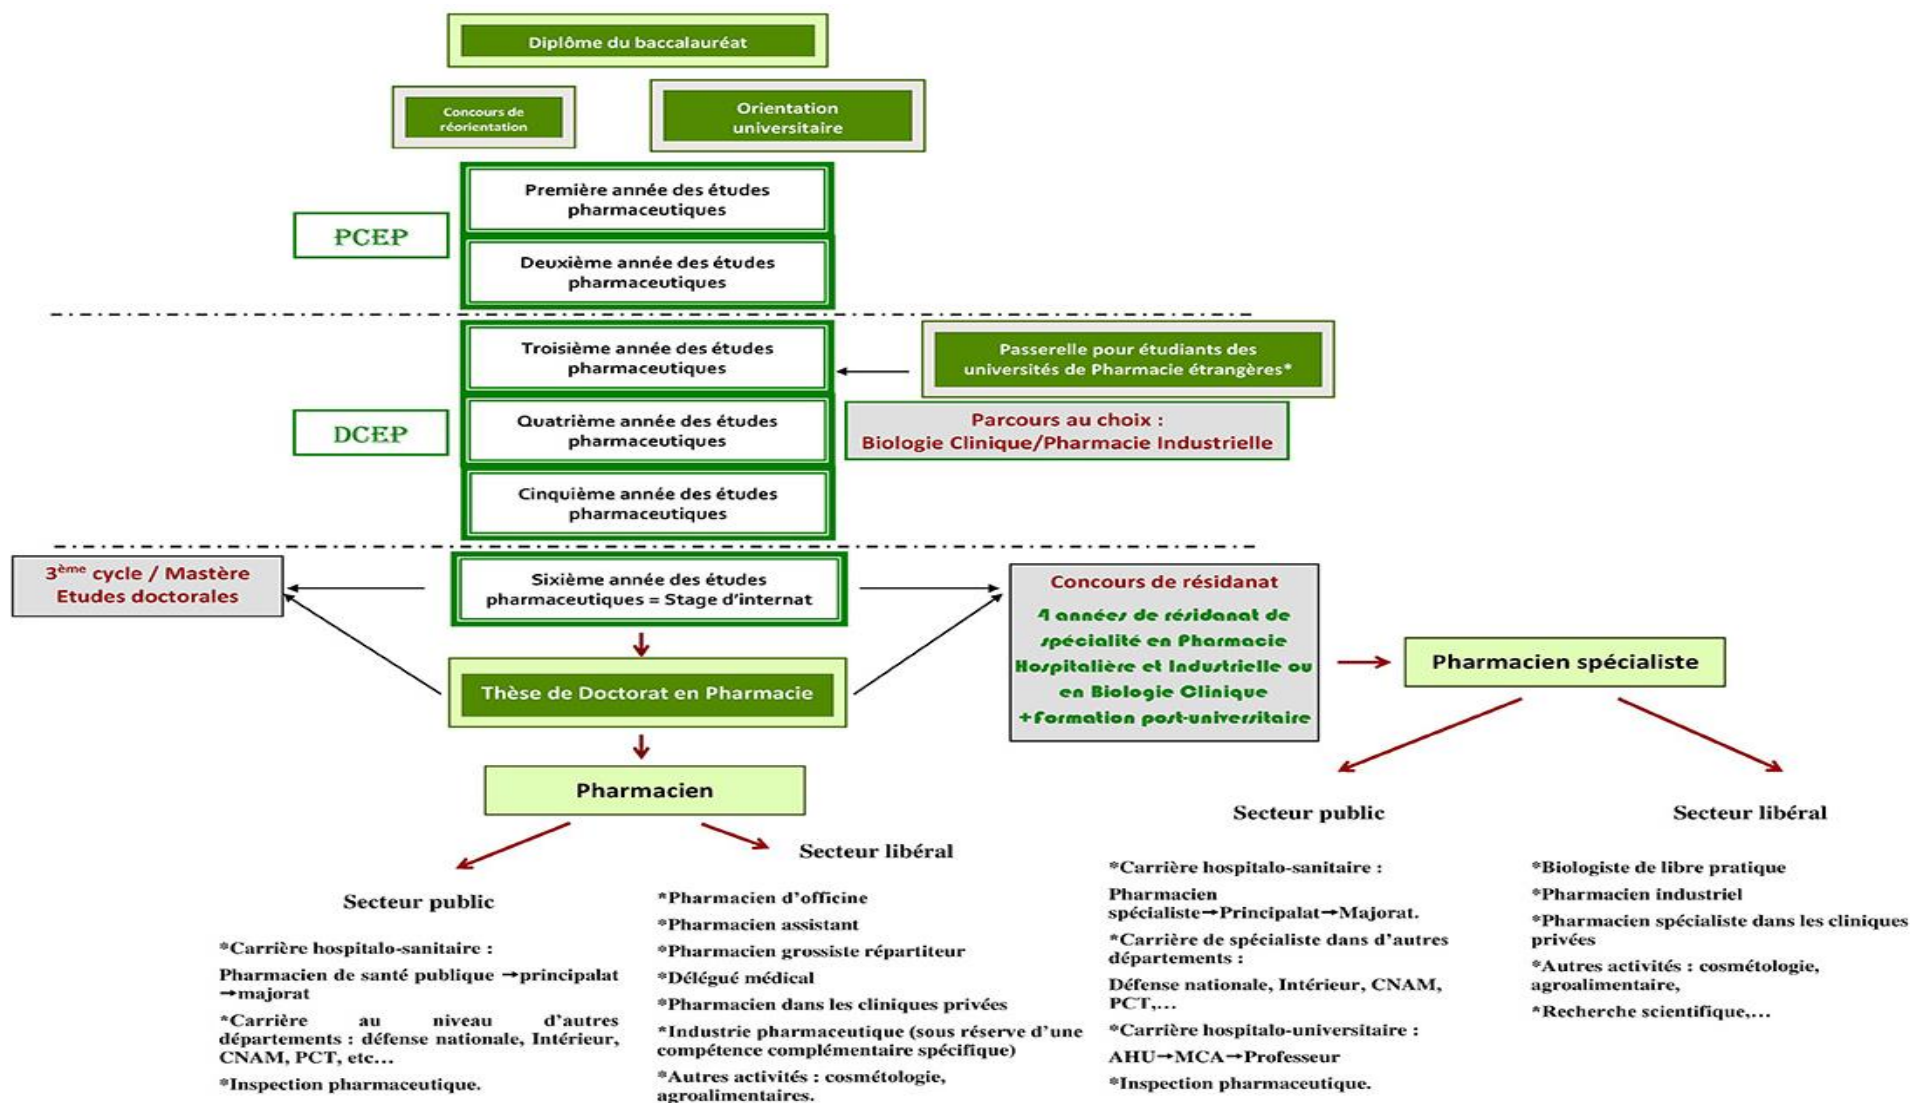 Diplôme du baccalauréat
Concours de
réorientation
Orientation
universitaire
Première année des études
pharmaceutiques
PCEP
Deuxième année des études
pharmaceutiques
Troisième année des études
pharmaceutiques
Passerelle pour étudiants des
universités de Pharmacie étrangères*
DCEP
Quatrième année des études
pharmaceutiques
Parcours au choix :
Biologie Clinique/Pharmacie Industrielle
Cinquième année des études
pharmaceutiques
3ème cycle / Mastère
Etudes doctorales
Sixième année des études
pharmaceutiques = Stage d'internat
Concours de résidanat
4 années de résidanat de
spécialité en Pharmacie
Hospitalière et Industrielle ou
en Biologie Clinique
+Formation post-universitaire
Pharmacien spécialiste
Thèse de Doctorat en Pharmacie
Pharmacien
Secteur public
*Carrière hospitalo-sanitaire :
Pharmacien de santé publique →principalat
→majorat
*Carrière au niveau d'autres
départements : défense nationale, Intérieur,
CNAM, PCT, etc…
*Inspection pharmaceutique.
Secteur libéral
*Pharmacien d'officine
*Pharmacien assistant
*Pharmacien grossiste répartiteur
*Délégué médical
*Pharmacien dans les cliniques privées
*Industrie pharmaceutique (sous réserve d'une
compétence complémentaire spécifique)
*Autres activités : cosmétologie,
agroalimentaires.
Secteur public
*Carrière hospitalo-sanitaire :
Pharmacien
spécialiste→Principalat→Majorat.
*Carrière de spécialiste dans d'autres
départements :
Défense nationale, Intérieur, CNAM,
PCT,…
*Carrière hospitalo-universitaire :
AHU→MCA→Professeur
*Inspection pharmaceutique.
Secteur libéral
*Biologiste de libre pratique
*Pharmacien industriel
*Pharmacien spécialiste dans les cliniques
privées
*Autres activités : cosmétologie,
agroalimentaire,
*Recherche scientifique,…